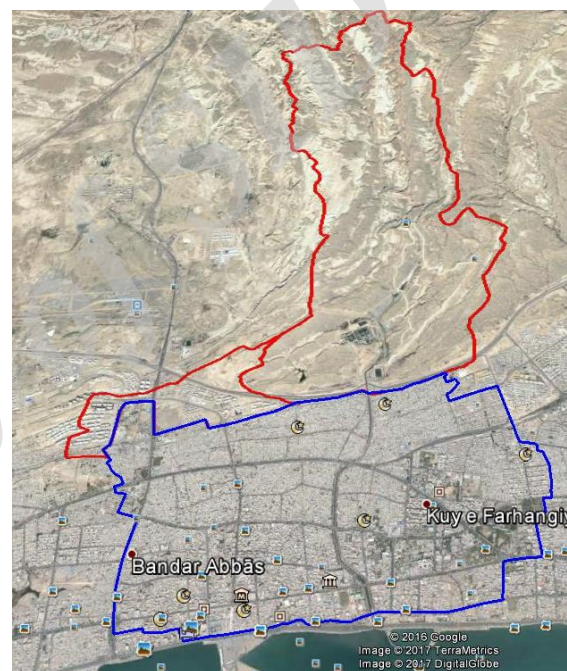 Kuy e Farhangiy
Bandar Abbās
M
© 2016 Google
Image © 2017 TerraMetrics
Image © 2017 DigitalGlobe